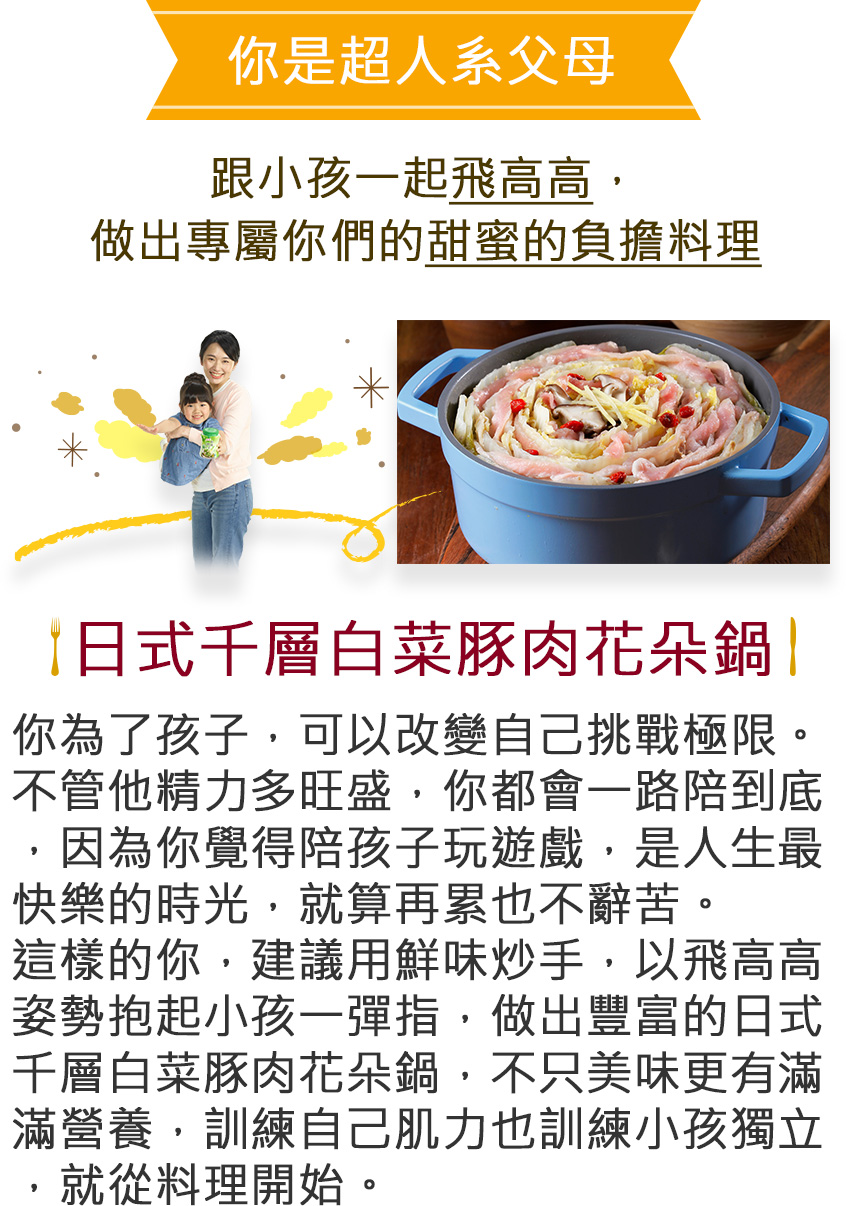 你是超人系父母
跟小孩一起飛高高，
做出專屬你們的甜蜜的負擔料理
日式千層白菜豚肉花朵鍋
你為了孩子，可以改變自己挑戰極限。
不管他精力多旺盛，你都會一路陪到底
，因為你覺得陪孩子玩遊戲，是人生最
快樂的時光，就算再累也不辭苦。
這樣的你，建議用鮮味炒手，以飛高高
姿勢抱起小孩一彈指，做出豐富的日式
千層白菜豚肉花朵鍋，不只美味更有滿
滿營養，訓練自己肌力也訓練小孩獨立
，就從料理開始。